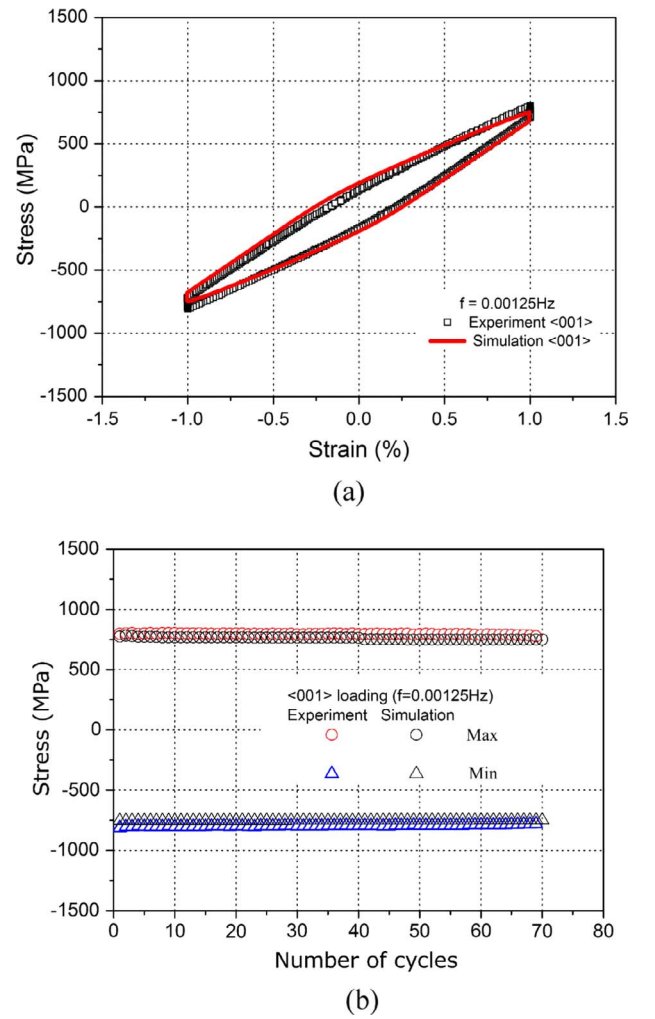 1500
1000
500
0
-500
-1000
-1500
Stress (MPa)
f = 0.00125Hz
Experiment <001>
Simulation <001>
-1.5 -1.0 -0.5 0.0 0.5 1.0 1.5
Strain (%)
(a)
1500
1000
500
0
-500
-1000
-1500
Stress (MPa)
<001> loading (f=0.00125Hz)
Experiment Simulation
Max
Min
0 10 20 30 40 50 60 70 80
Number of cycles
(b)